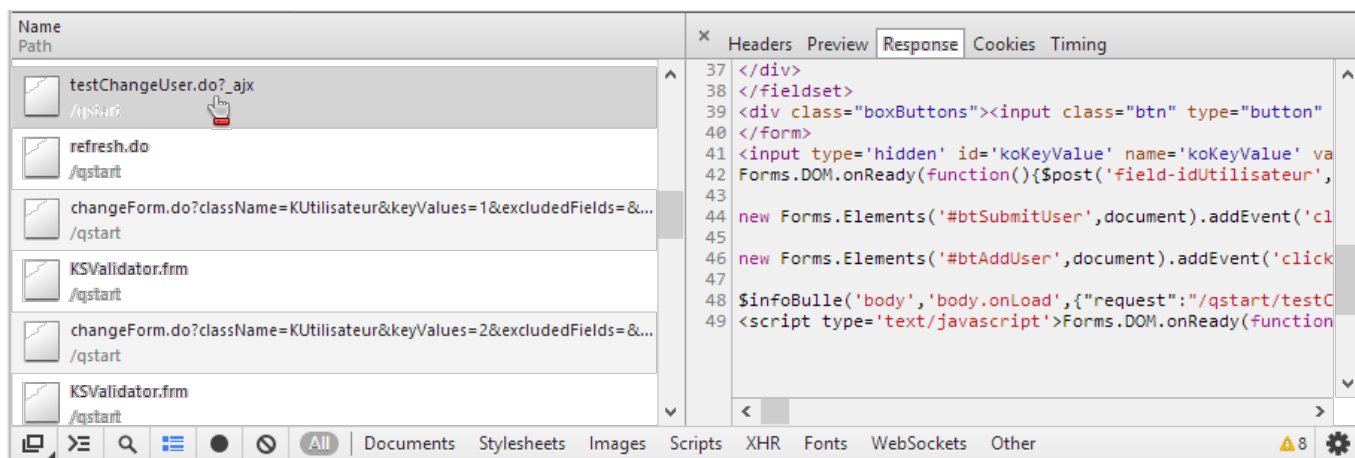 Name
Path
testChangeUser.do?_ajx
/qstart
refresh.do
/qstart
changeForm.do?className=KUtilisateur&keyValues=1&excludedFields=&...
/qstart
KSValidator.frm
/qstart
changeForm.do?className=KUtilisateur&keyValues=2&excludedFields=&...
/qstart
KSValidator.frm
/qstart
× Headers Preview Response Cookies Timing
37 </div>
38 </fieldset>
39 <div class="boxButtons"><input class="btn" type="button"
40 </form>
41 <input type='hidden' id='koKeyValue' name='koKeyValue' va
42 Forms.DOM.onReady(function(){$post('field-idUtilisateur',
43
44 new Forms.Elements('#btSubmitUser',document).addEvent('cl
45
46 new Forms.Elements('#btAddUser',document).addEvent('click
47
48 $infoBulle('body','body.onLoad',{"request":"/qstart/testC
49 <script type='text/javascript'>Forms.DOM.onReady(function
All Documents Stylesheets Images Scripts XHR Fonts WebSockets Other 8